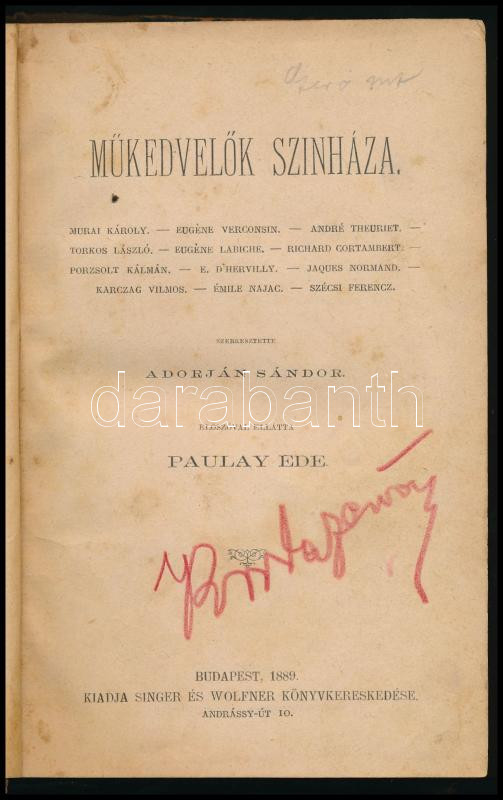 MŰKEDVELŐK SZINHÁZA.
MURAI KÁROLY. — EUGÈNE VERCONSIN. — ANDRÉ THEURIET. —
TORKOS LÁSZLÓ. — EUGÈNE LABICHE. — RICHARD CORTAMBERT. —
PORZSOLT KÁLMÁN. — E. D'HERVILLY. — JAQUES NORMAND. —
KARCZAG VILMOS. — ÉMILE NAJAC. — SZÉCSI FERENCZ.
SZERKESZTETTE
ADORJÁN SÁNDOR.
darabanth
ELŐSZÓVAL ELLÁTTA
PAULAY EDE.
BUDAPEST, 1889.
KIADJA SINGER ÉS WOLFNER KÖNYVKERESKEDÉSE.
ANDRÁSSY-ÚT 10.